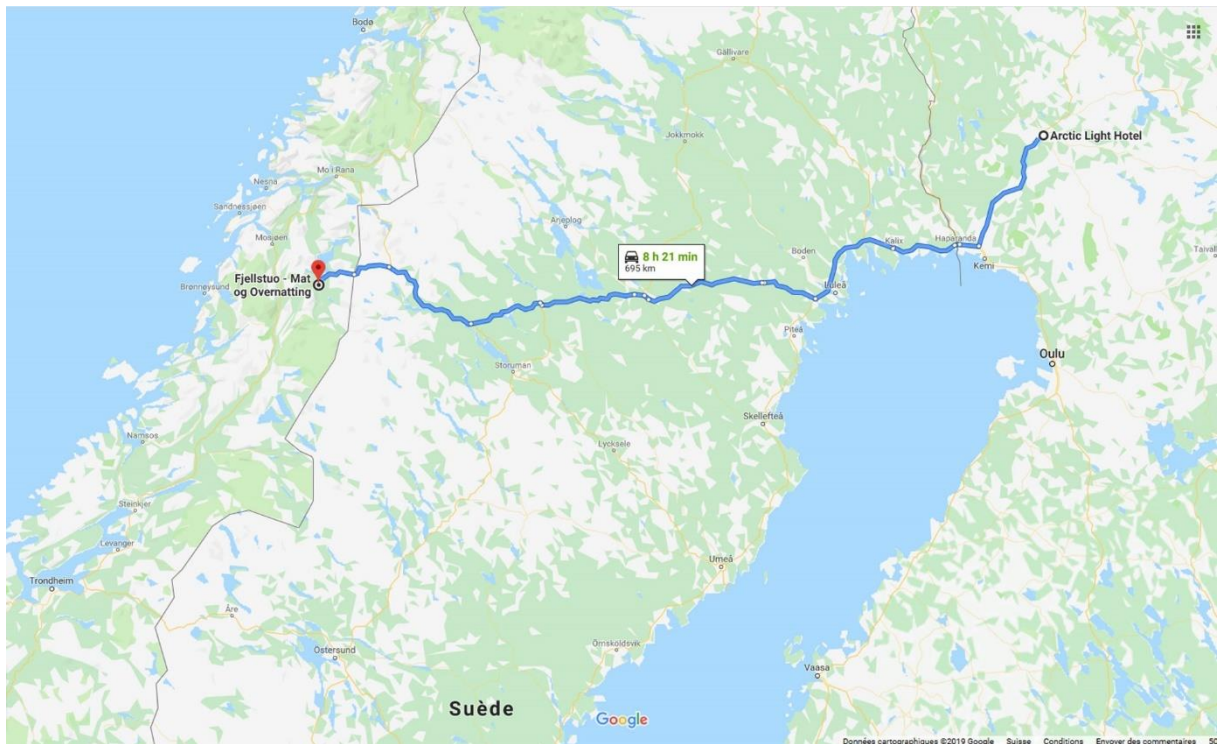 Bodø
Gällivare
Jokkmokk
Arctic Light Hotel
Mo i Rana
Nesna
Sandnessjøen
Mosjøen
Arjeplog
Boden
Kalix
Haparanda
Kemi
8 h 21 min
695 km
Fjellstuo - Mat
og Overnatting
Brønnøysund
Luleå
Piteå
Oulu
Storuman
Skellefteå
Namsos
Lycksele
Steinkjer
Levanger
Umeå
Trondheim
Åre
Östersund
Örnsköldsvik
Vaasa
Suède
Google
Données cartographiques ©2019 Google Suisse Conditions Envoyer des commentaires